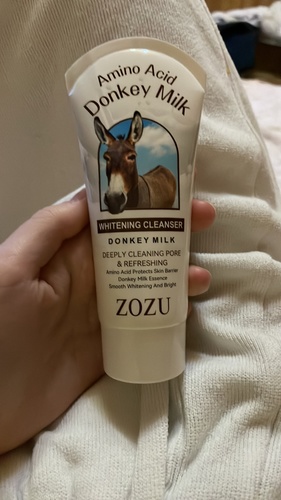 Amino Acid
Donkey Milk
WHITENING CLEANSER
DONKEY MILK
DEEPLY CLEANING PORE
& REFRESHING
Amino Acid Protects Skin Barrier
Donkey Milk Essence
Smooth Whitening And Bright
ZOZU